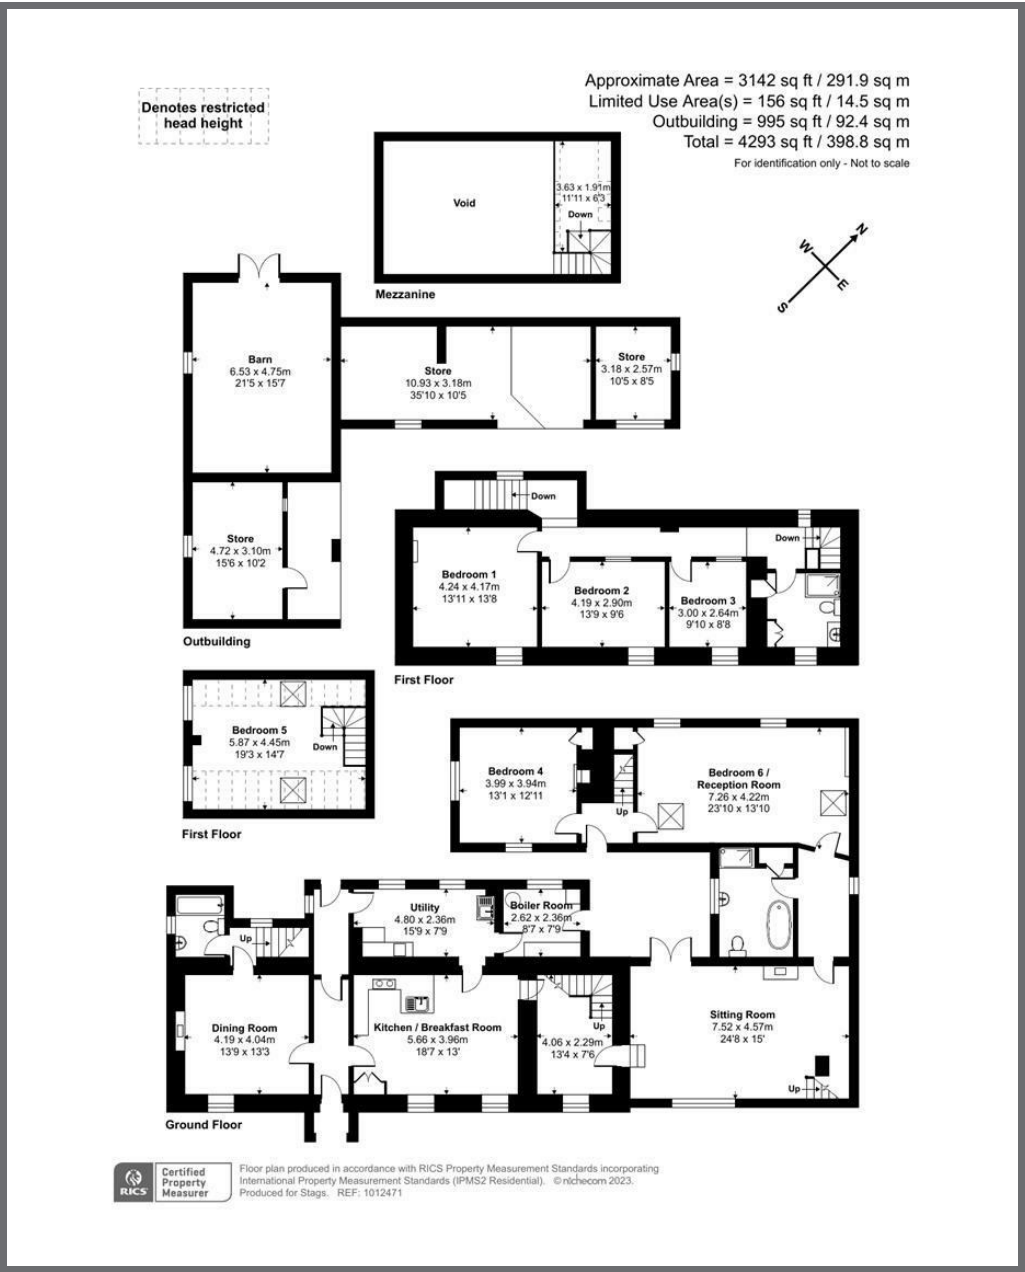 Denotes restricted
head height
Approximate Area = 3142 sq ft / 291.9 sq m
Limited Use Area(s) = 156 sq ft / 14.5 sq m
Outbuilding = 995 sq ft / 92.4 sq m
Total = 4293 sq ft / 398.8 sq m
For identification only - Not to scale
Void
3.63 x 1.91m
11'11 x 6'3
Down
Mezzanine
N
W
E
S
Barn
6.53 x 4.75m
21'5 x 15'7
Store
10.93 x 3.18m
35'10 x 10'5
Store
3.18 x 2.57m
10'5 x 8'5
Store
4.72 x 3.10m
15'6 x 10'2
Outbuilding
Down
Down
Bedroom 1
4.24 x 4.17m
13'11 x 13'8
Bedroom 2
4.19 x 2.90m
13'9 x 9'6
Bedroom 3
3.00 x 2.64m
9'10 x 8'8
First Floor
Bedroom 5
5.87 x 4.45m
19'3 x 14'7
Down
First Floor
Bedroom 4
3.99 x 3.94m
13'1 x 12'11
Up
Bedroom 6 /
Reception Room
7.26 x 4.22m
23'10 x 13'10
Up
Utility
4.80 x 2.36m
15'9 x 7'9
Boiler Room
2.62 x 2.36m
8'7 x 7'9
Dining Room
4.19 x 4.04m
13'9 x 13'3
Kitchen / Breakfast Room
5.66 x 3.96m
18'7 x 13'
Up
4.06 x 2.29m
13'4 x 7'6
Sitting Room
7.52 x 4.57m
24'8 x 15'
Up
Ground Floor
RICS
Certified
Property
Measurer
Floor plan produced in accordance with RICS Property Measurement Standards incorporating
International Property Measurement Standards (IPMS2 Residential). © nichecom 2023.
Produced for Stags. REF: 1012471